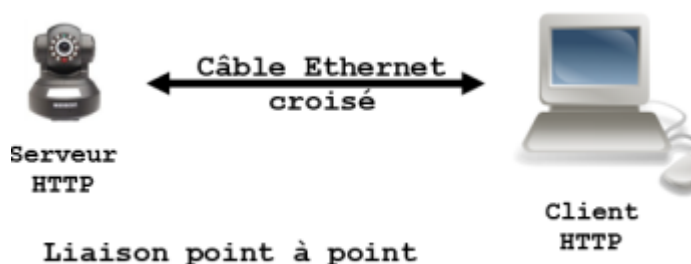 Câble Ethernet
croisé
Serveur
HTTP
Client
HTTP
Liaison point à point